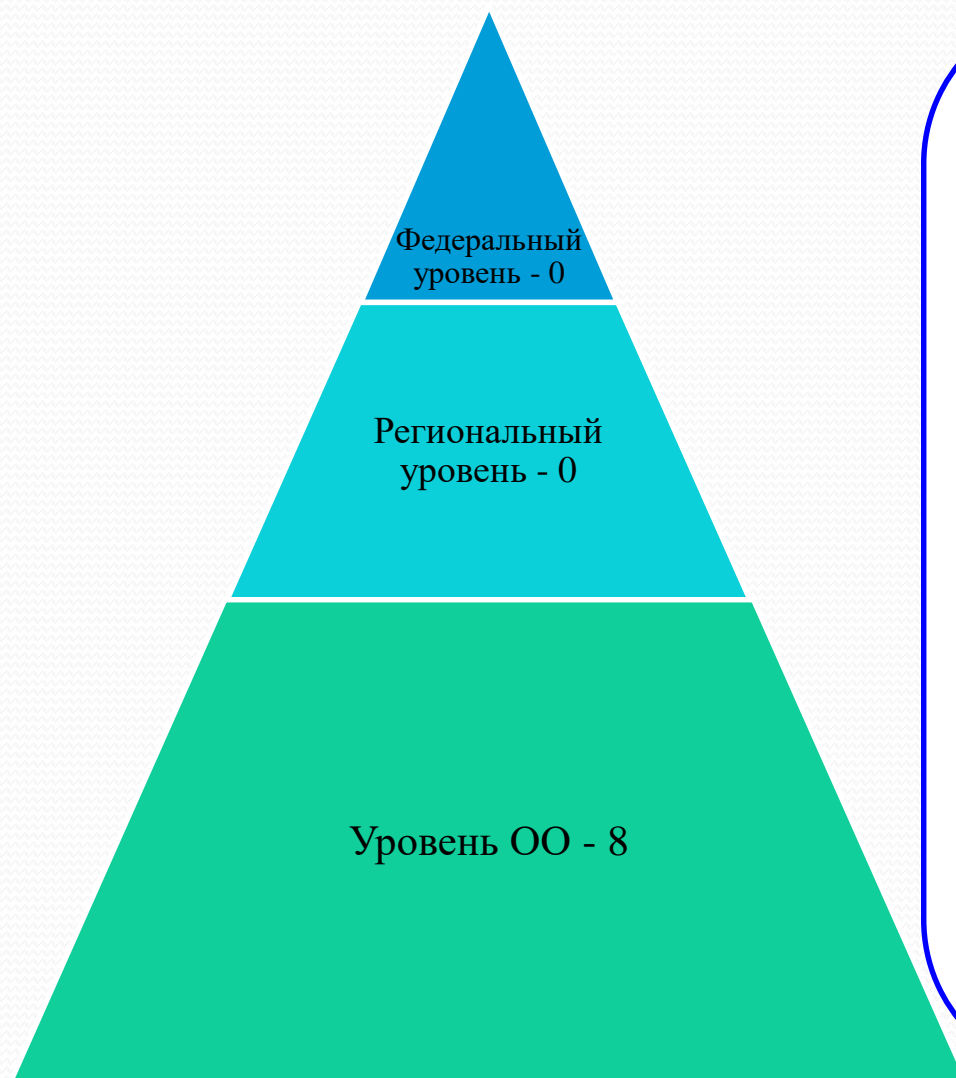 Федеральный
уровень - 0
Региональный
уровень - 0
Уровень ОО - 8